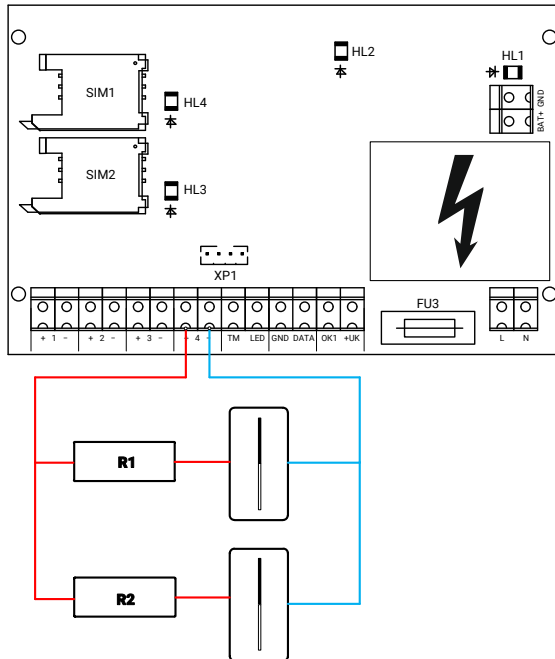 HL2
HL1
SIM1
HL4
BAT+ GND
SIM2
HL3
XP1
FU3
+ 1 − + 2 − + 3 − + 4 − TM LED GND DATA OK1 +UK
L N
R1
R2